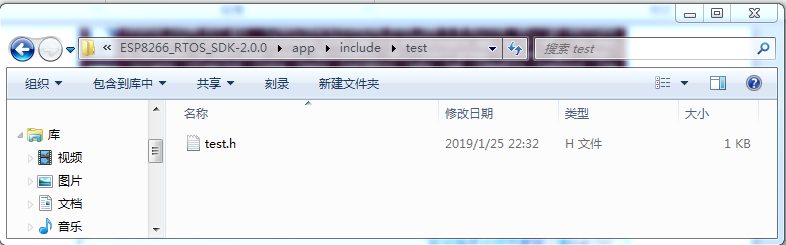 « ESP8266_RTOS_SDK-2.0.0 ▸ app ▸ include ▸ test
搜索 test
组织 包含到库中 共享 刻录 新建文件夹
名称 修改日期 类型 大小
库
test.h 2019/1/25 22:32 H 文件 1 KB
视频
图片
文档
音乐